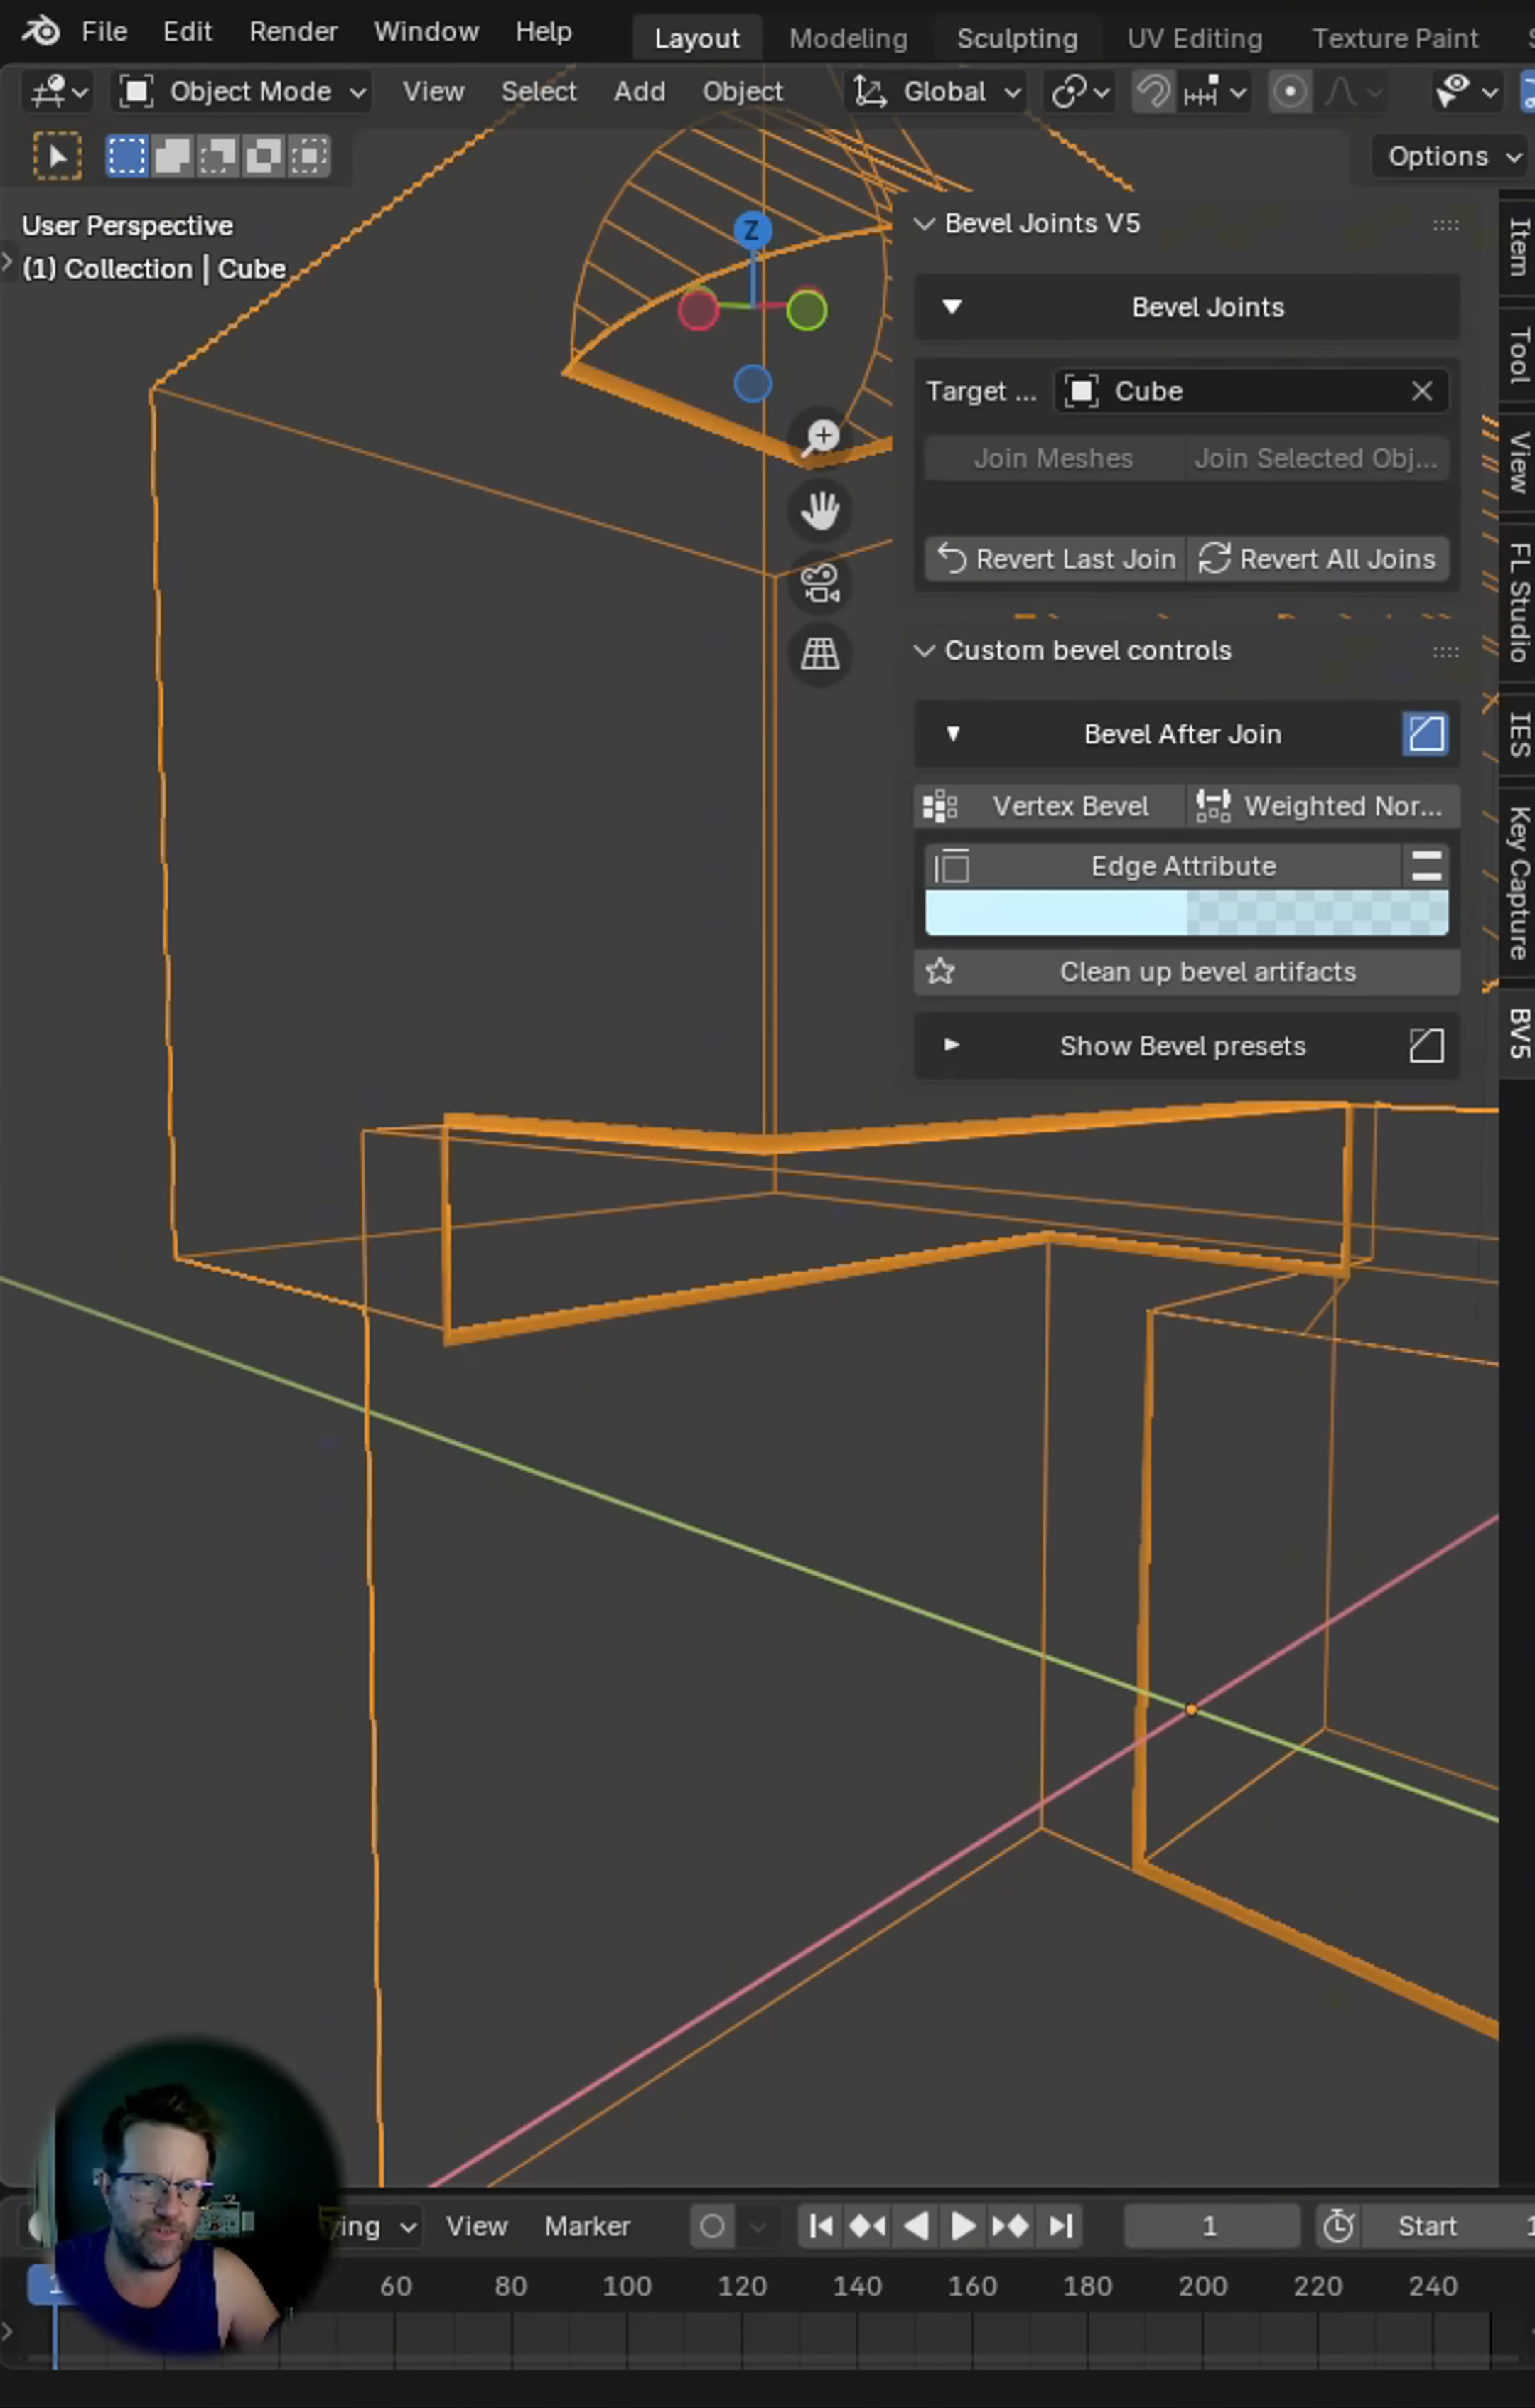 File Edit Render Window Help Layout Modeling Sculpting UV Editing Texture Paint
Object Mode View Select Add Object Global
Options
User Perspective
(1) Collection | Cube
Z
Bevel Joints V5
Bevel Joints
Target ... Cube
Join Meshes Join Selected Obj...
Revert Last Join Revert All Joins
Custom bevel controls
Bevel After Join
Vertex Bevel Weighted Nor...
Edge Attribute
Clean up bevel artifacts
Show Bevel presets
Item
Tool
View
FL Studio
IES
Key Capture
BV5
View Marker 1 Start
1 60 80 100 120 140 160 180 200 220 240